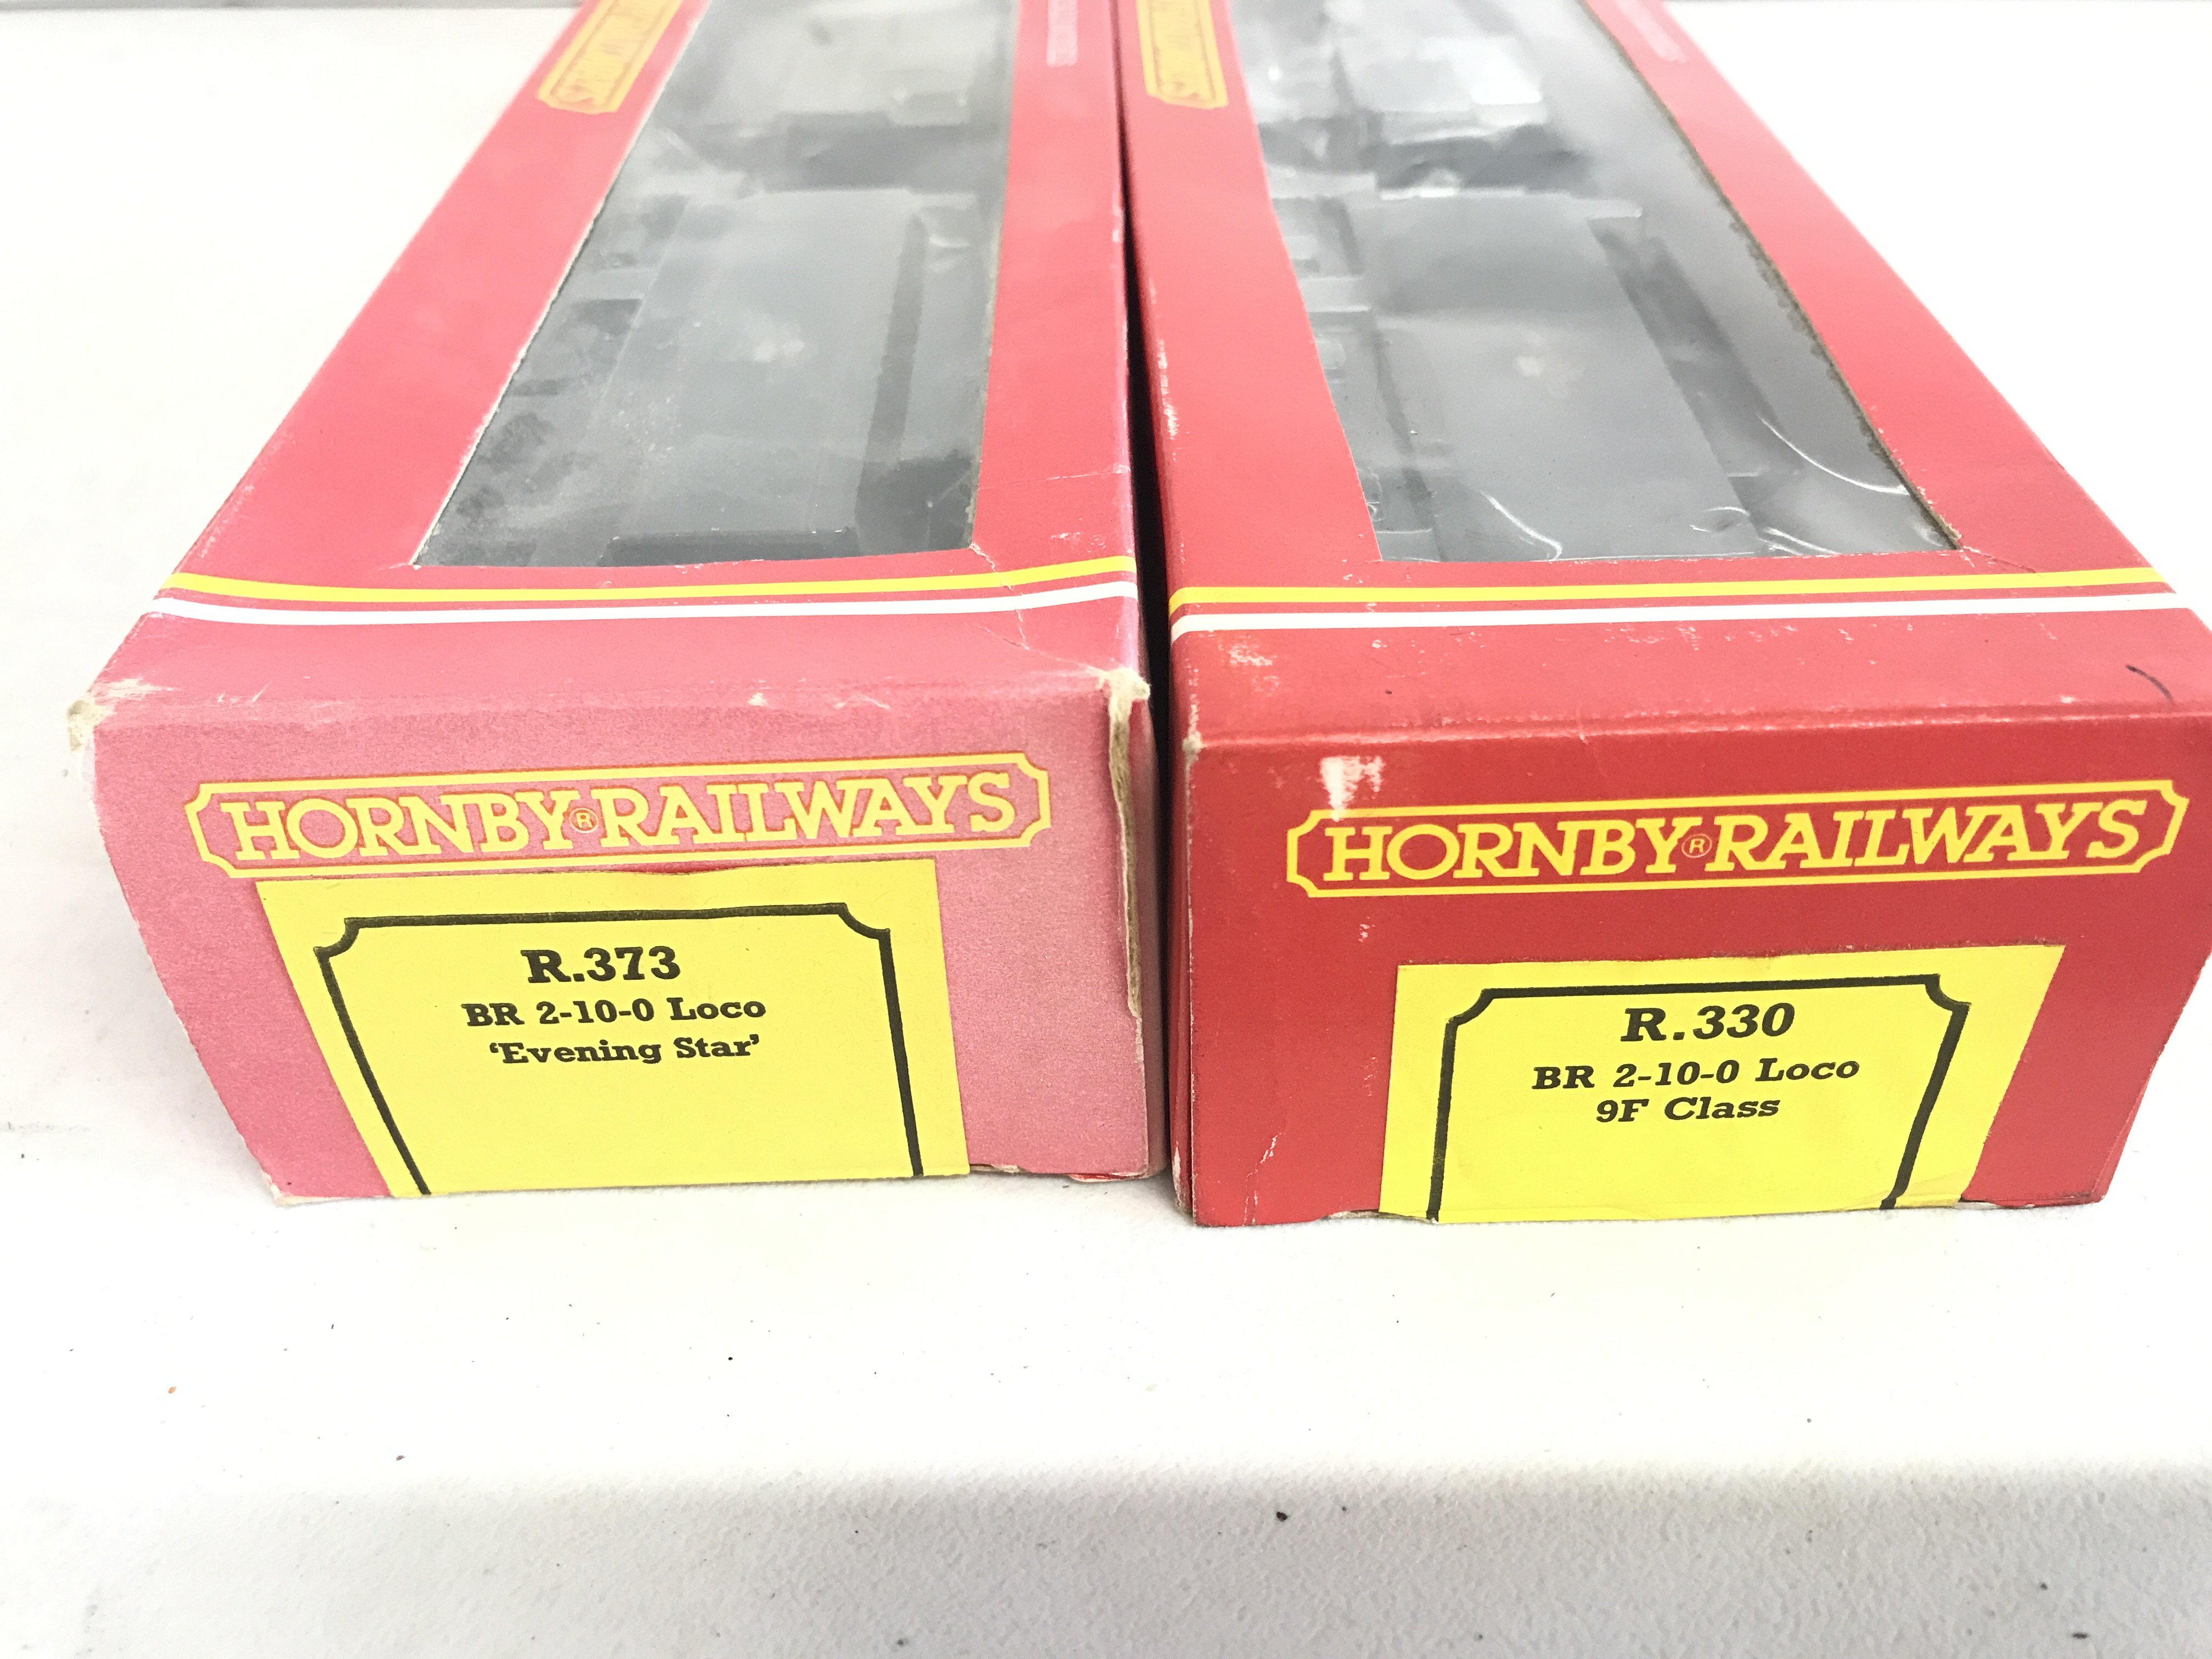 HORNBY® RAILWAYS
R.373
BR 2-10-0 Loco
'Evening Star'
HORNBY® RAILWAYS
R.330
BR 2-10-0 Loco
9F Class